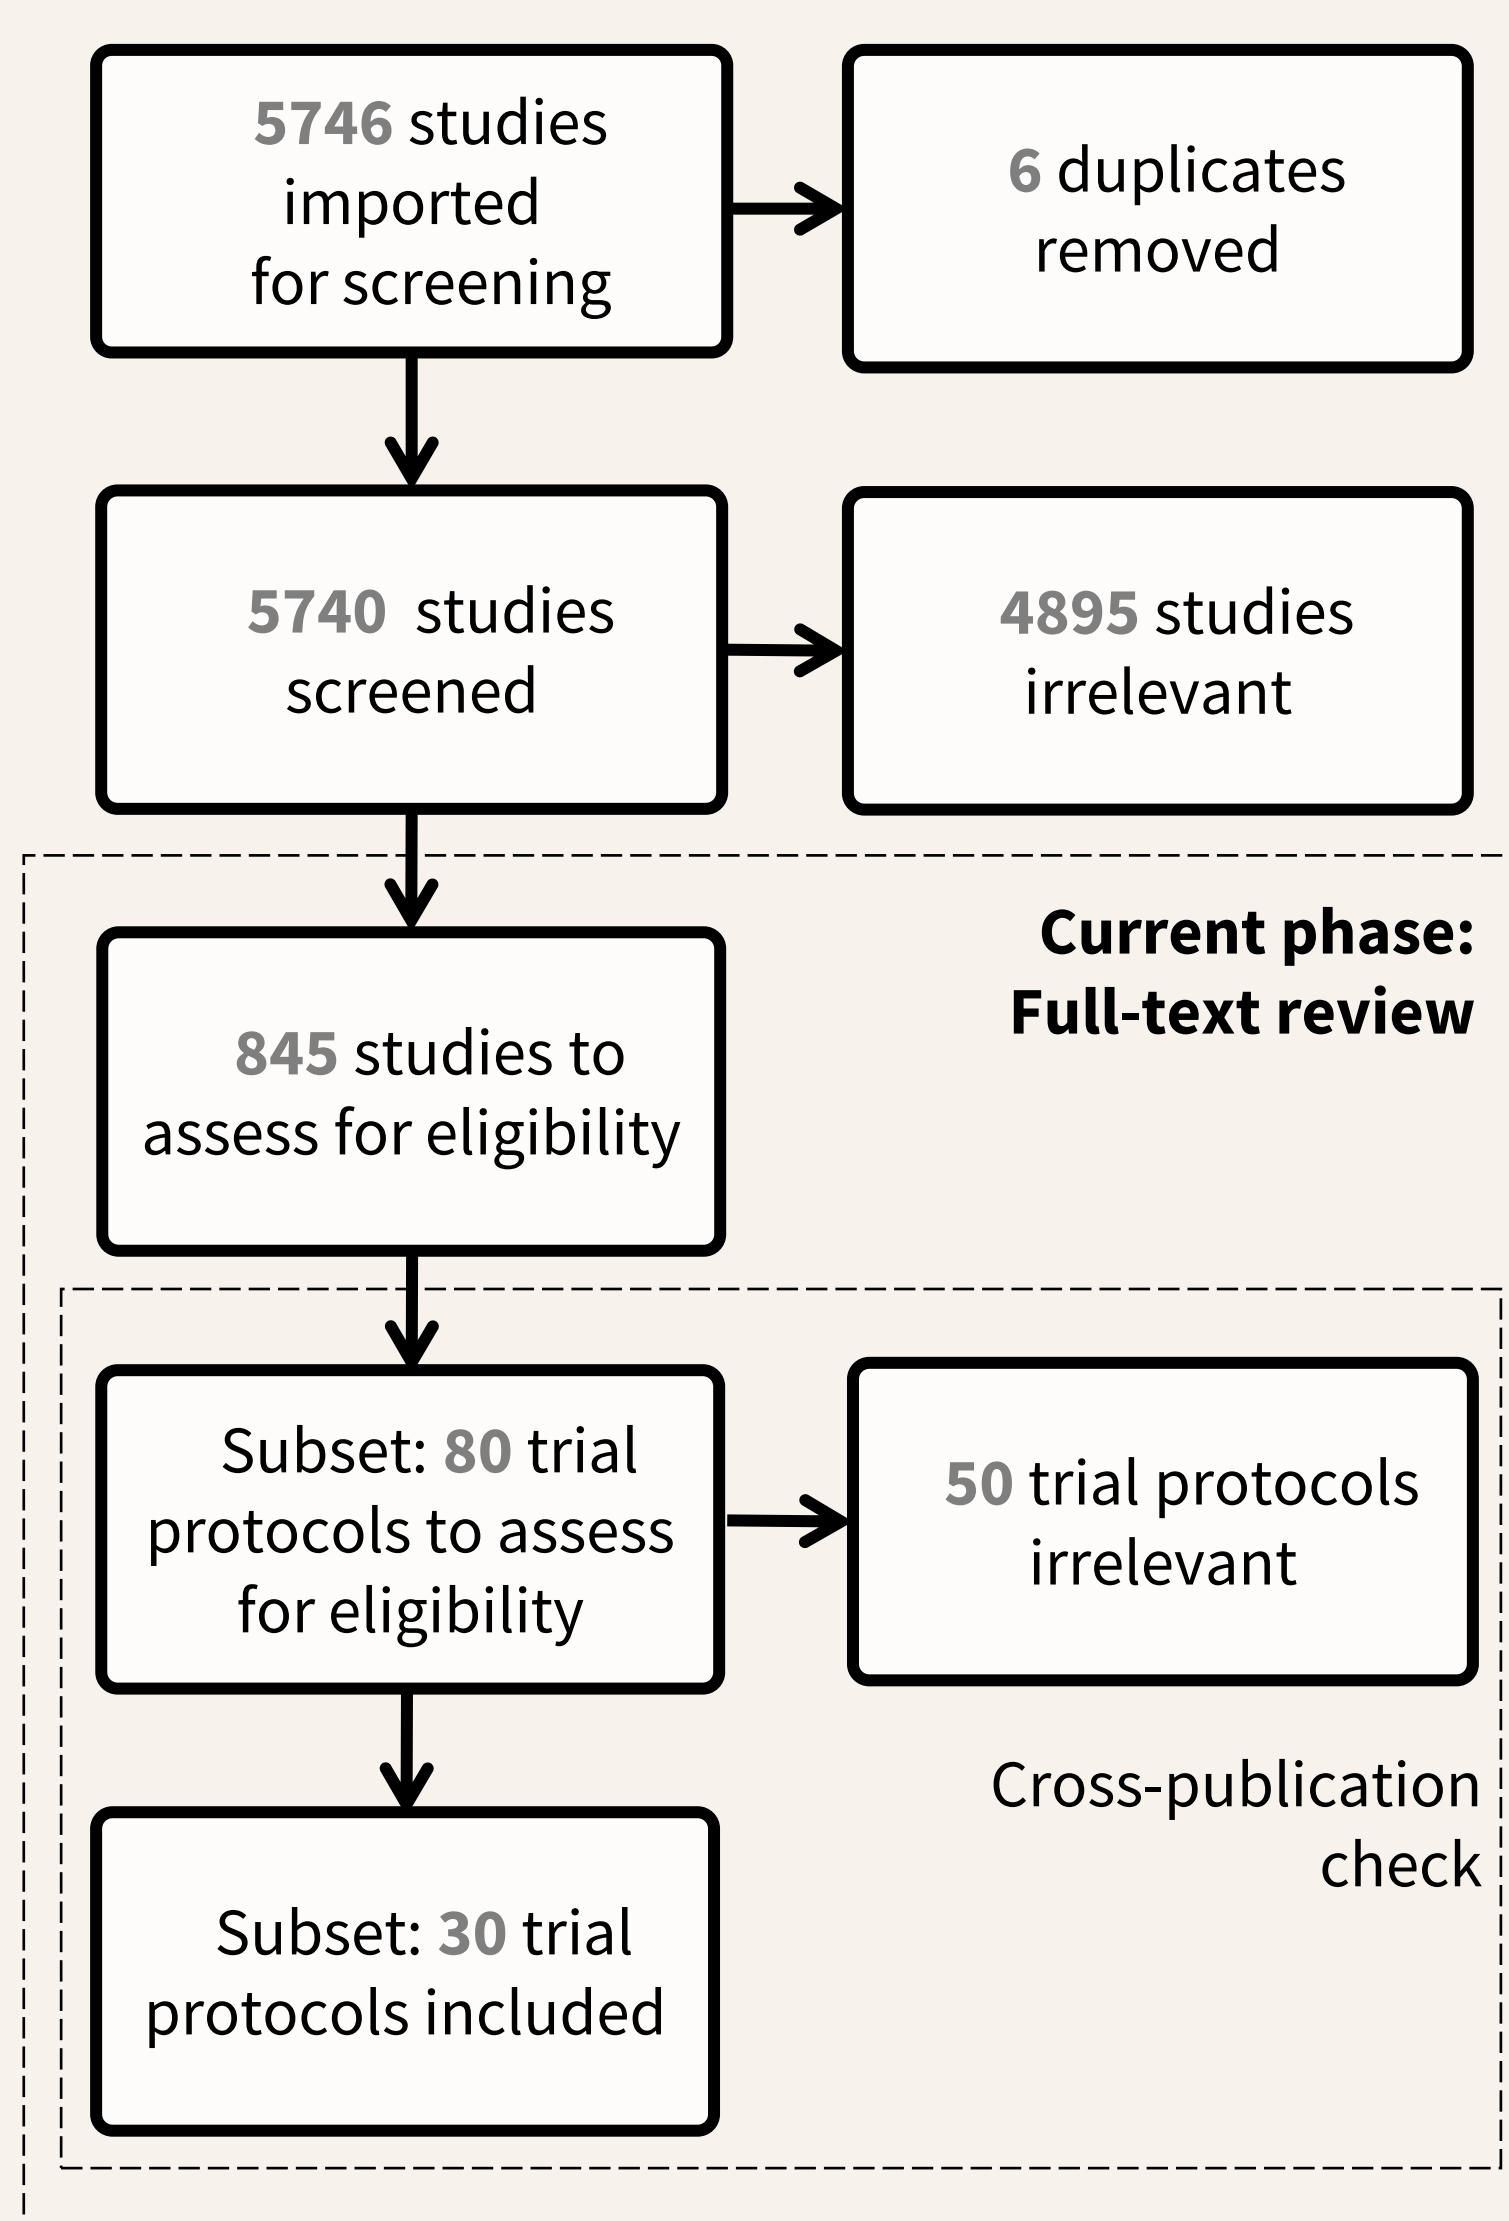 5746 studies
imported
for screening
6 duplicates
removed
5740 studies
screened
4895 studies
irrelevant
Current phase:
Full-text review
845 studies to
assess for eligibility
Subset: 80 trial
protocols to assess
for eligibility
50 trial protocols
irrelevant
Cross-publication
check
Subset: 30 trial
protocols included